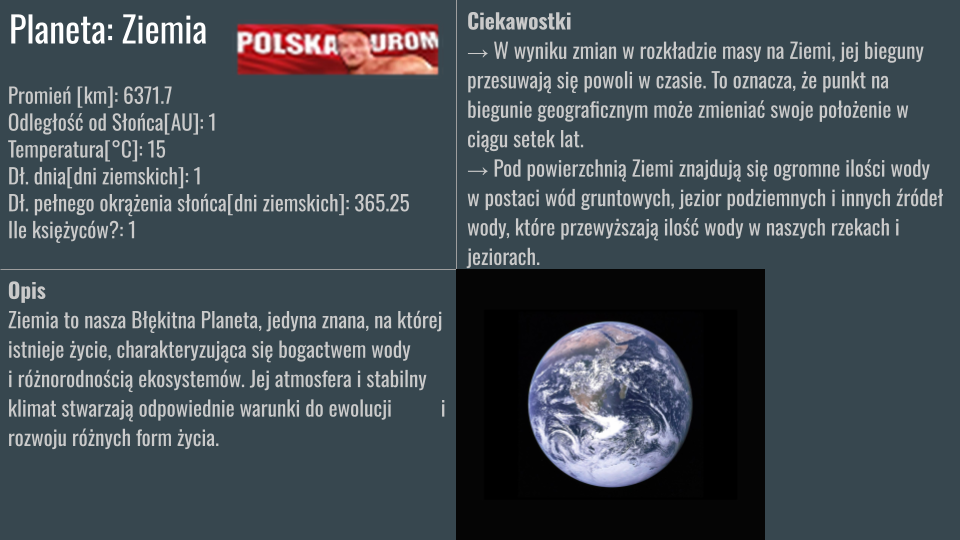 Planeta: Ziemia
POLSKA UROM
Promień [km]: 6371.7
Odległość od Słońca[AU]: 1
Temperatura[°C]: 15
Dł. dnia[dni ziemskich]: 1
Dł. pełnego okrążenia słońca[dni ziemskich]: 365.25
Ile księżyców?: 1
Ciekawostki
→ W wyniku zmian w rozkładzie masy na Ziemi, jej bieguny
przesuwają się powoli w czasie. To oznacza, że punkt na
biegunie geograficznym może zmieniać swoje położenie w
ciągu setek lat.
→ Pod powierzchnią Ziemi znajdują się ogromne ilości wody
w postaci wód gruntowych, jezior podziemnych i innych źródeł
wody, które przewyższają ilość wody w naszych rzekach i
jeziorach.
Opis
Ziemia to nasza Błękitna Planeta, jedyna znana, na której
istnieje życie, charakteryzująca się bogactwem wody
i różnorodnością ekosystemów. Jej atmosfera i stabilny
klimat stwarzają odpowiednie warunki do ewolucji i
rozwoju różnych form życia.